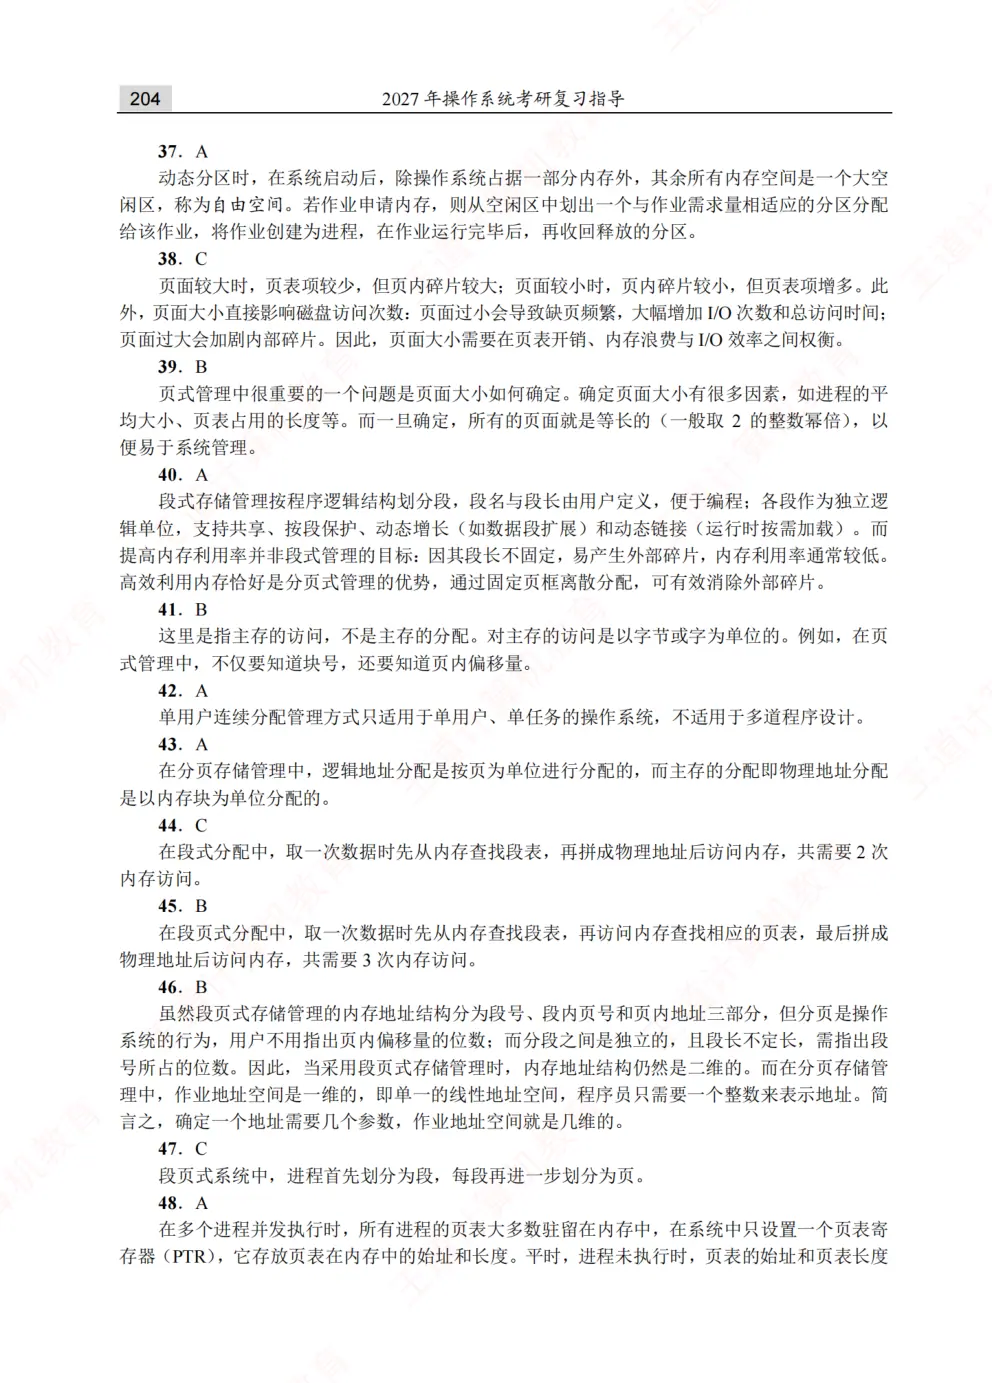 204
2027 年操作系统考研复习指导
37．A
动态分区时，在系统启动后，除操作系统占据一部分内存外，其余所有内存空间是一个大空
闲区，称为自由空间。若作业申请内存，则从空闲区中划出一个与作业需求量相适应的分区分配
给该作业，将作业创建为进程，在作业运行完毕后，再收回释放的分区。
38．C
页面较大时，页表项较少，但页内碎片较大；页面较小时，页内碎片较小，但页表项增多。此
外，页面大小直接影响磁盘访问次数：页面过小会导致缺页频繁，大幅增加 I/O 次数和总访问时间；
页面过大会加剧内部碎片。因此，页面大小需要在页表开销、内存浪费与 I/O 效率之间权衡。
39．B
页式管理中很重要的一个问题是页面大小如何确定。确定页面大小有很多因素，如进程的平
均大小、页表占用的长度等。而一旦确定，所有的页面就是等长的（一般取 2 的整数幂倍），以
便易于系统管理。
40．A
段式存储管理按程序逻辑结构划分段，段名与段长由用户定义，便于编程；各段作为独立逻
辑单位，支持共享、按段保护、动态增长（如数据段扩展）和动态链接（运行时按需加载）。而
提高内存利用率并非段式管理的目标：因其段长不固定，易产生外部碎片，内存利用率通常较低。
高效利用内存恰好是分页式管理的优势，通过固定页框离散分配，可有效消除外部碎片。
41．B
这里是指主存的访问，不是主存的分配。对主存的访问是以字节或字为单位的。例如，在页
式管理中，不仅要知道块号，还要知道页内偏移量。
42．A
单用户连续分配管理方式只适用于单用户、单任务的操作系统，不适用于多道程序设计。
43．A
在分页存储管理中，逻辑地址分配是按页为单位进行分配的，而主存的分配即物理地址分配
是以内存块为单位分配的。
44．C
在段式分配中，取一次数据时先从内存查找段表，再拼成物理地址后访问内存，共需要 2 次
内存访问。
45．B
在段页式分配中，取一次数据时先从内存查找段表，再访问内存查找相应的页表，最后拼成
物理地址后访问内存，共需要 3 次内存访问。
46．B
虽然段页式存储管理的内存地址结构分为段号、段内页号和页内地址三部分，但分页是操作
系统的行为，用户不用指出页内偏移量的位数；而分段之间是独立的，且段长不定长，需指出段
号所占的位数。因此，当采用段页式存储管理时，内存地址结构仍然是二维的。而在分页存储管
理中，作业地址空间是一维的，即单一的线性地址空间，程序员只需要一个整数来表示地址。简
言之，确定一个地址需要几个参数，作业地址空间就是几维的。
47．C
段页式系统中，进程首先划分为段，每段再进一步划分为页。
48．A
在多个进程并发执行时，所有进程的页表大多数驻留在内存中，在系统中只设置一个页表寄
存器（PTR），它存放页表在内存中的始址和长度。平时，进程未执行时，页表的始址和页表长度